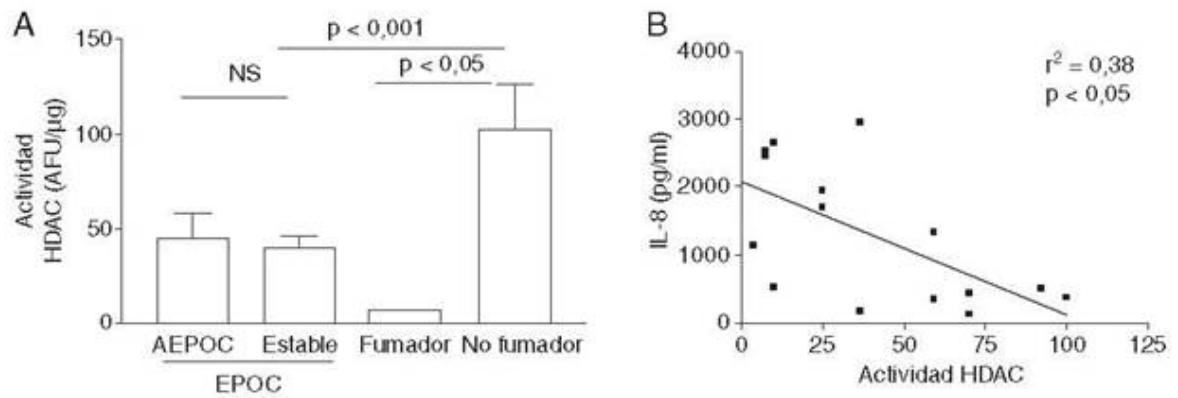 A
Actividad
HDAC (AFU/µg)
150
100
50
0
p < 0,001
p < 0,05
NS
AEPOC
Estable
Fumador
No fumador
EPOC
B
IL-8 (pg/ml)
4000
3000
2000
1000
0
r² = 0,38
p < 0,05
0
25
50
75
100
125
Actividad HDAC